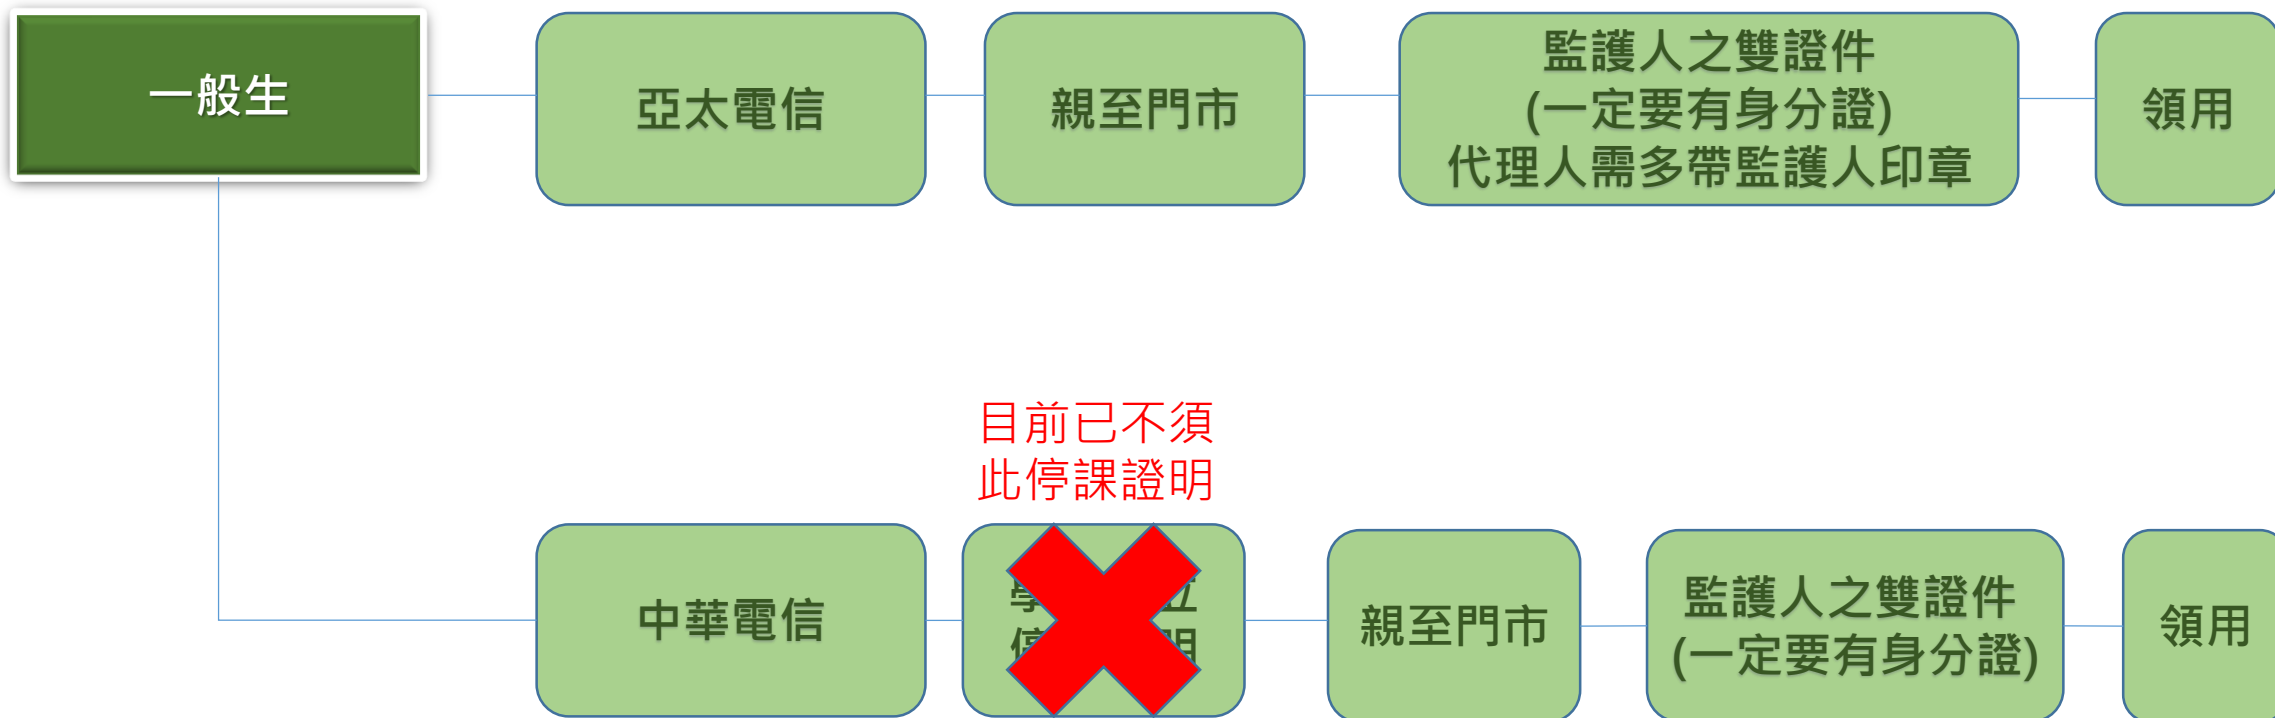 一般生
亞太電信
親至門市
監護人之雙證件
(一定要有身分證)
代理人需多帶監護人印章
領用
目前已不須
此停課證明
中華電信
親至門市
監護人之雙證件
(一定要有身分證)
領用